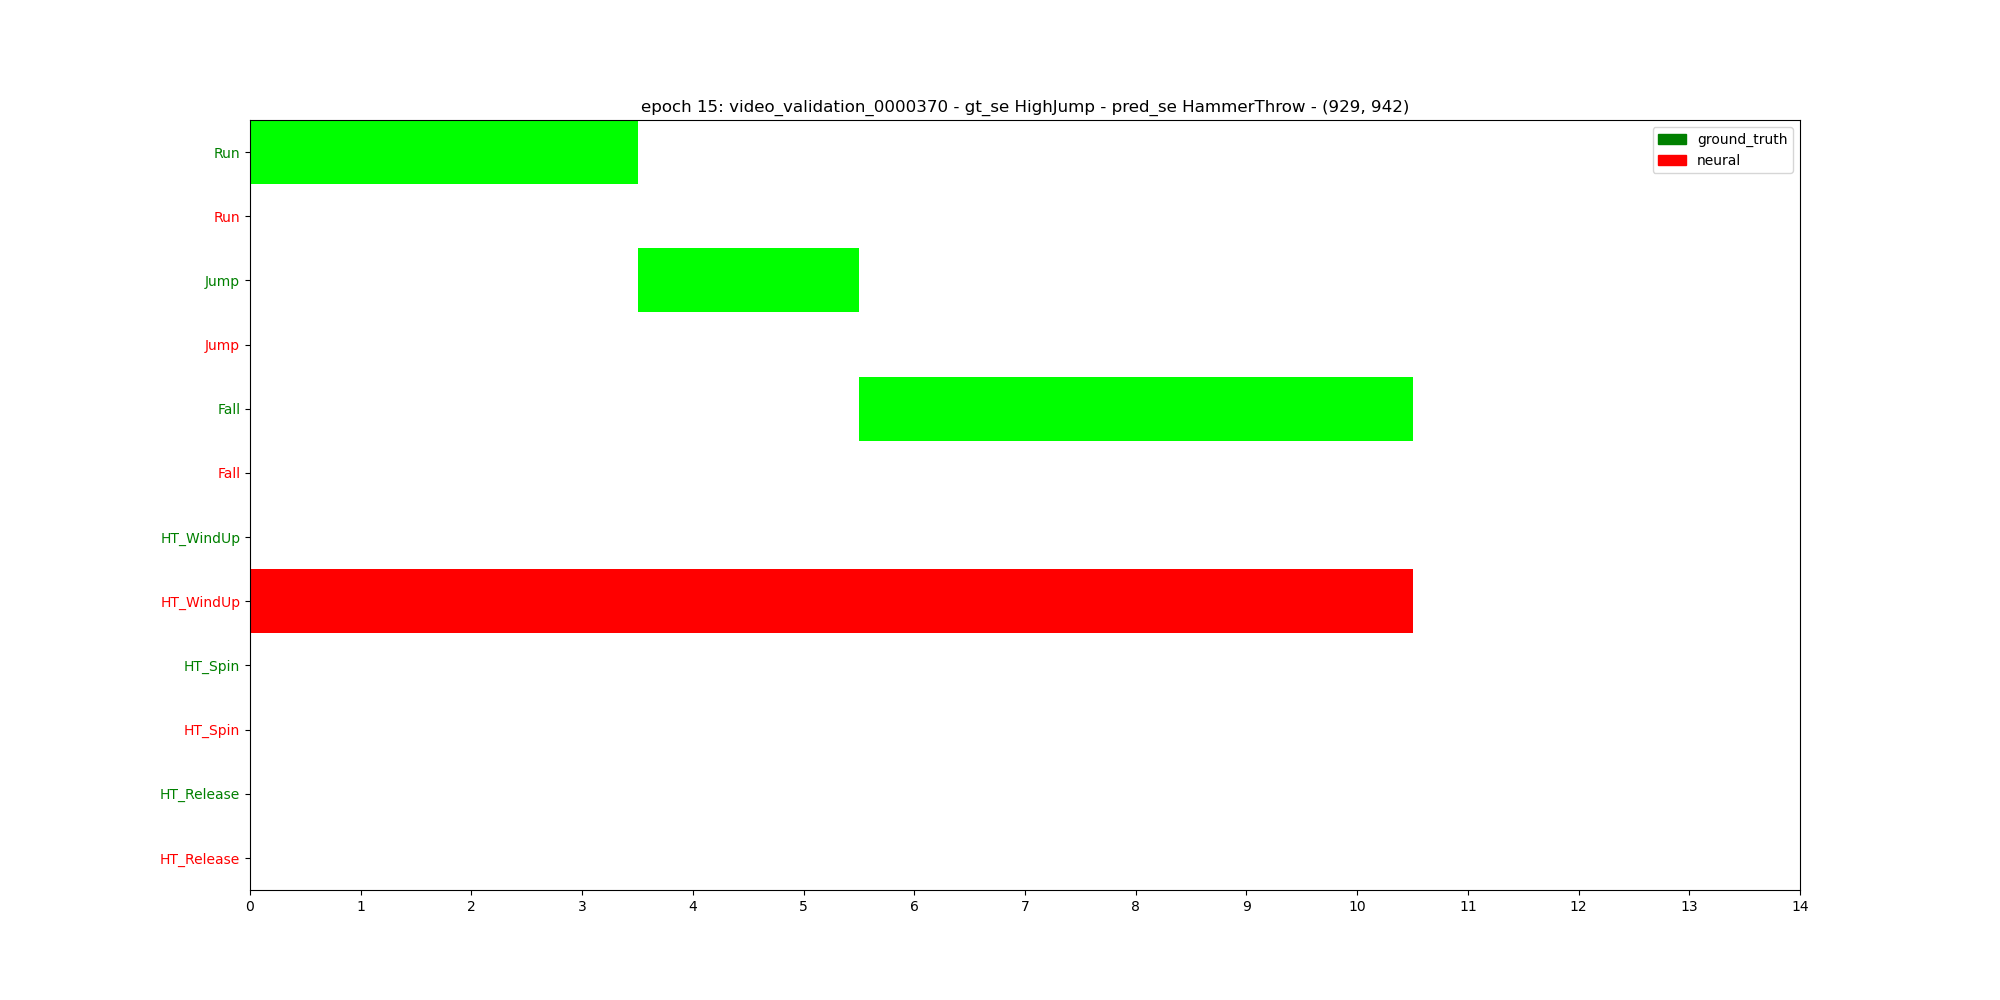 epoch 15: video_validation_0000370 - gt_se HighJump - pred_se HammerThrow - (929, 942)
ground_truth
neural
Run
Run
Jump
Jump
Fall
Fall
HT_WindUp
HT_WindUp
HT_Spin
HT_Spin
HT_Release
HT_Release
0 1 2 3 4 5 6 7 8 9 10 11 12 13 14